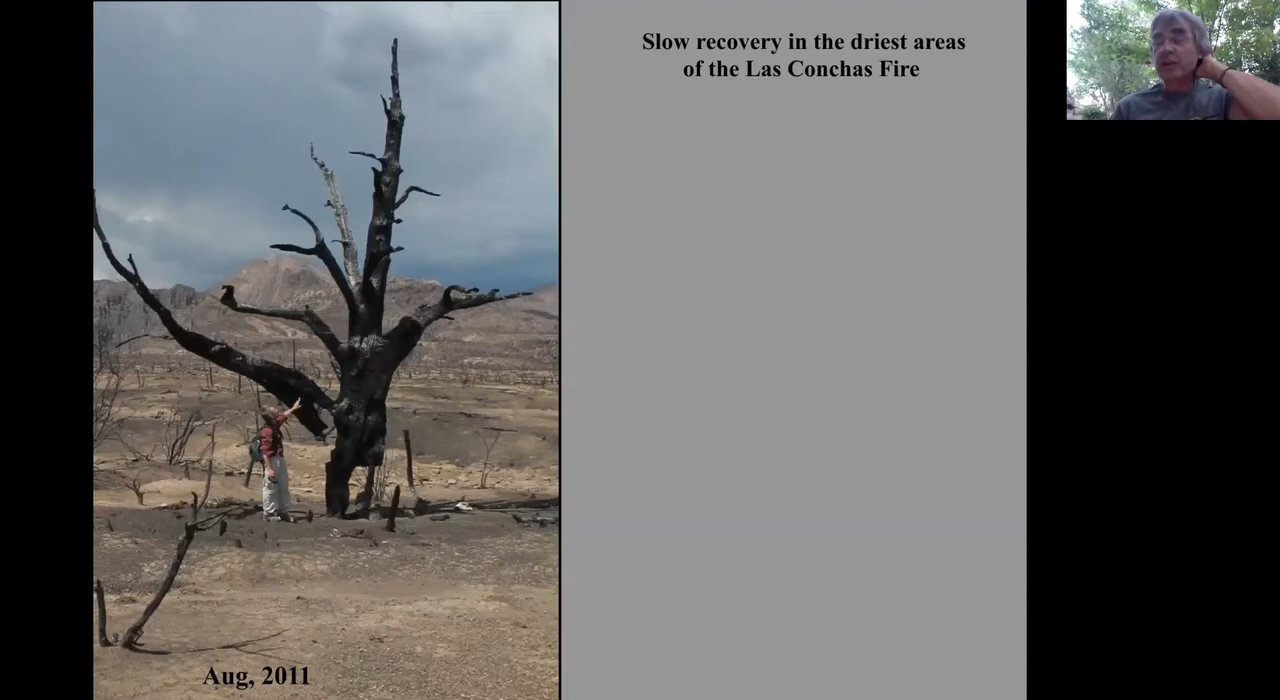 Slow recovery in the driest areas
of the Las Conchas Fire
Aug, 2011